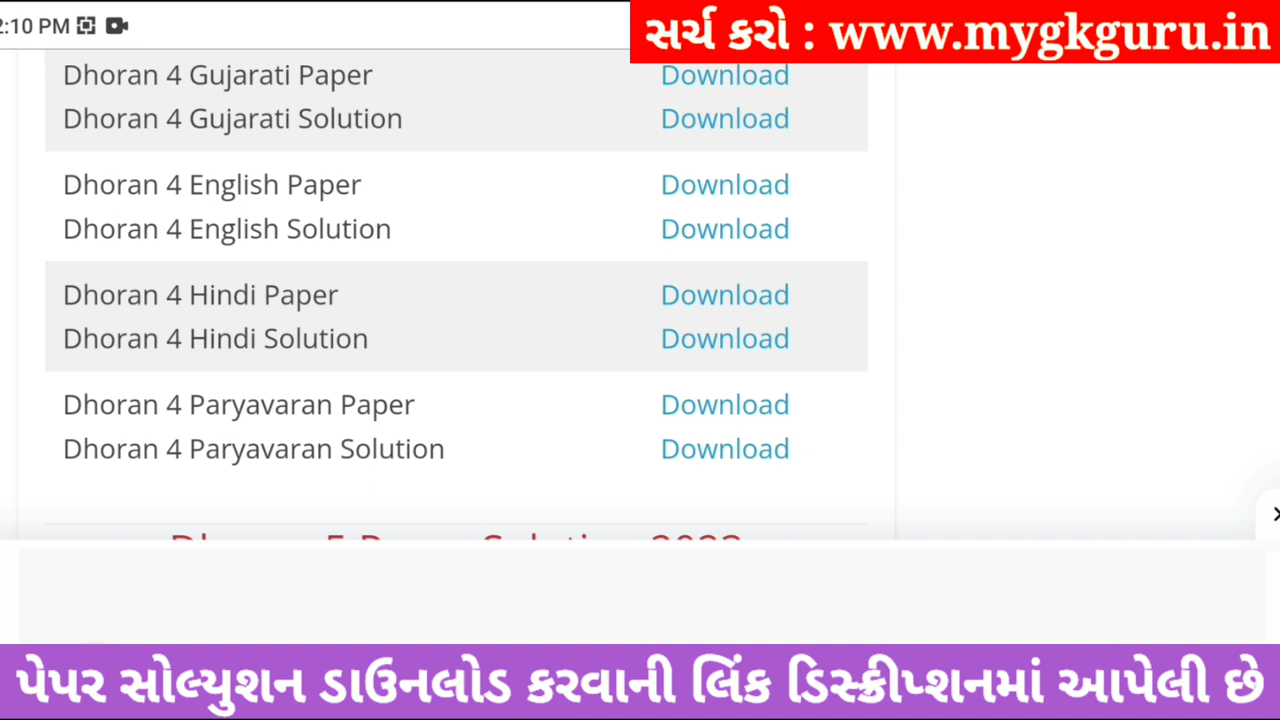 2:10 PM
સર્ચ કરો : www.mygkguru.in
Dhoran 4 Gujarati Paper Download
Dhoran 4 Gujarati Solution Download
Dhoran 4 English Paper Download
Dhoran 4 English Solution Download
Dhoran 4 Hindi Paper Download
Dhoran 4 Hindi Solution Download
Dhoran 4 Paryavaran Paper Download
Dhoran 4 Paryavaran Solution Download
પેપર સોલ્યુશન ડાઉનલોડ કરવાની લિંક ડિસ્ક્રીપ્શનમાં આપેલી છે